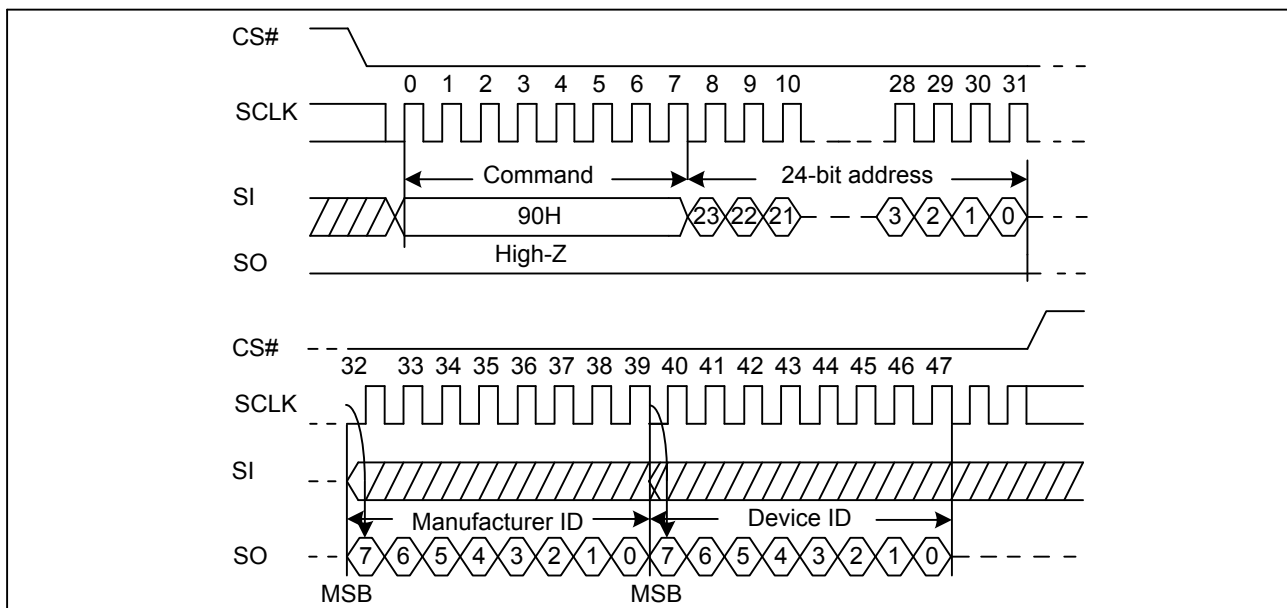 CS#
0 1 2 3 4 5 6 7 8 9 10 28 29 30 31
SCLK
Command 24-bit address
SI
90H 23 22 21 3 2 1 0
High-Z
SO
CS#
32 33 34 35 36 37 38 39 40 41 42 43 44 45 46 47
SCLK
SI
Manufacturer ID Device ID
SO 7 6 5 4 3 2 1 0 7 6 5 4 3 2 1 0
MSB MSB